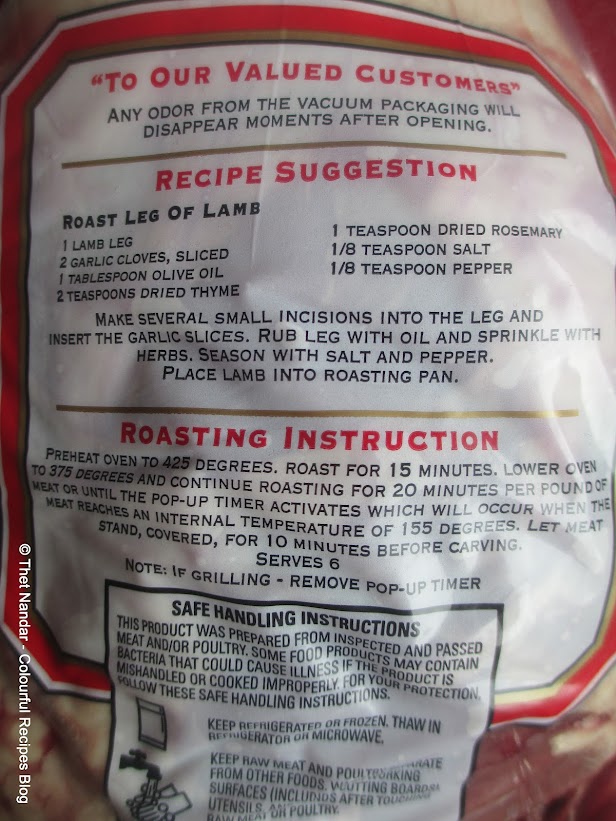 "To Our Valued Customers"
Any odor from the vacuum packaging will
disappear moments after opening.
Recipe Suggestion
Roast Leg Of Lamb
1 lamb leg
2 garlic cloves, sliced
1 tablespoon olive oil
2 teaspoons dried thyme
1 teaspoon dried rosemary
1/8 teaspoon salt
1/8 teaspoon pepper
Make several small incisions into the leg and
insert the garlic slices. Rub leg with oil and sprinkle with
herbs. Season with salt and pepper.
Place lamb into roasting pan.
Roasting Instruction
Preheat oven to 425 degrees. Roast for 15 minutes. Lower oven
to 375 degrees and continue roasting for 20 minutes per pound of
meat or until the pop-up timer activates which will occur when the
meat reaches an internal temperature of 155 degrees. Let meat
stand, covered, for 10 minutes before carving.
Serves 6
Note: If grilling - remove pop-up timer
SAFE HANDLING INSTRUCTIONS
THIS PRODUCT WAS PREPARED FROM INSPECTED AND PASSED
MEAT AND/OR POULTRY. SOME FOOD PRODUCTS MAY CONTAIN
BACTERIA THAT COULD CAUSE ILLNESS IF THE PRODUCT IS
MISHANDLED OR COOKED IMPROPERLY. FOR YOUR PROTECTION,
FOLLOW THESE SAFE HANDLING INSTRUCTIONS.
KEEP REFRIGERATED OR FROZEN. THAW IN
REFRIGERATOR OR MICROWAVE.
KEEP RAW MEAT AND
FROM OTHER FOODS.
SURFACES AFTER
UTENSILS,
RAW MEAT OR POULTRY.
© Thet Nandar - Colourful Recipes Blog